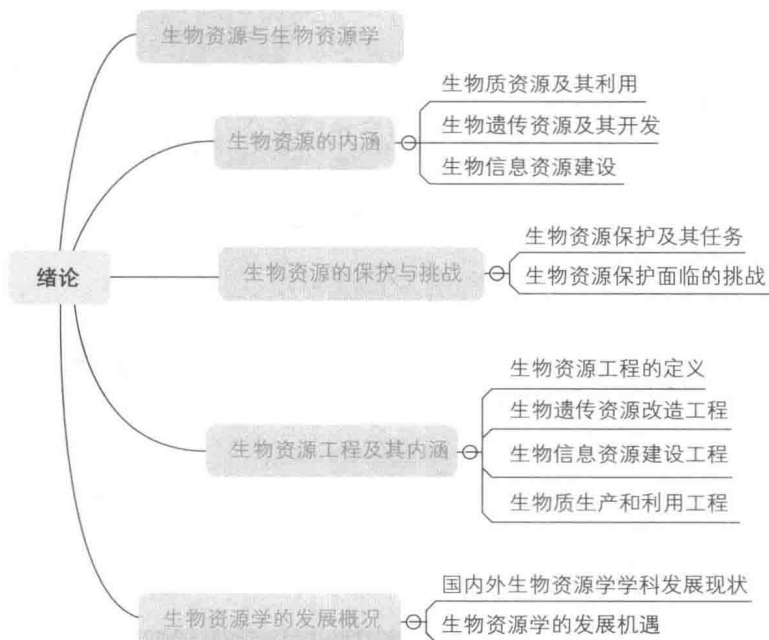 绪论
生物资源与生物资源学
生物资源的内涵
生物质资源及其利用
生物遗传资源及其开发
生物信息资源建设
生物资源的保护与挑战
生物资源保护及其任务
生物资源保护面临的挑战
生物资源工程及其内涵
生物资源工程的定义
生物遗传资源改造工程
生物信息资源建设工程
生物质生产和利用工程
生物资源学的发展概况
国内外生物资源学学科发展现状
生物资源学的发展机遇